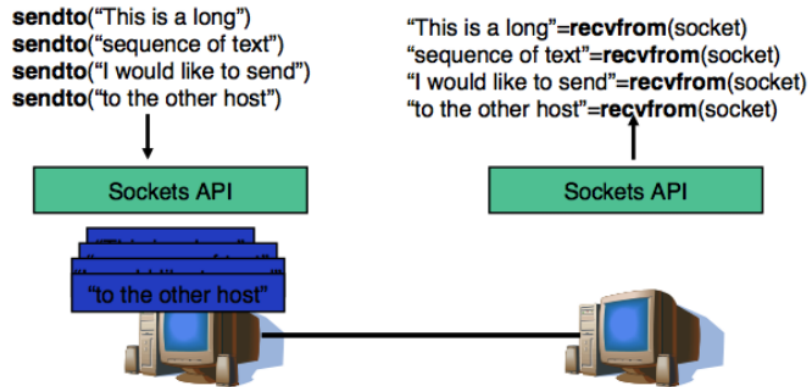 sendto(“This is a long”)
sendto(“sequence of text”)
sendto(“I would like to send”)
sendto(“to the other host”)
“This is a long”=recvfrom(socket)
“sequence of text”=recvfrom(socket)
“I would like to send”=recvfrom(socket)
“to the other host”=recvfrom(socket)
Sockets API
Sockets API
“to the other host”